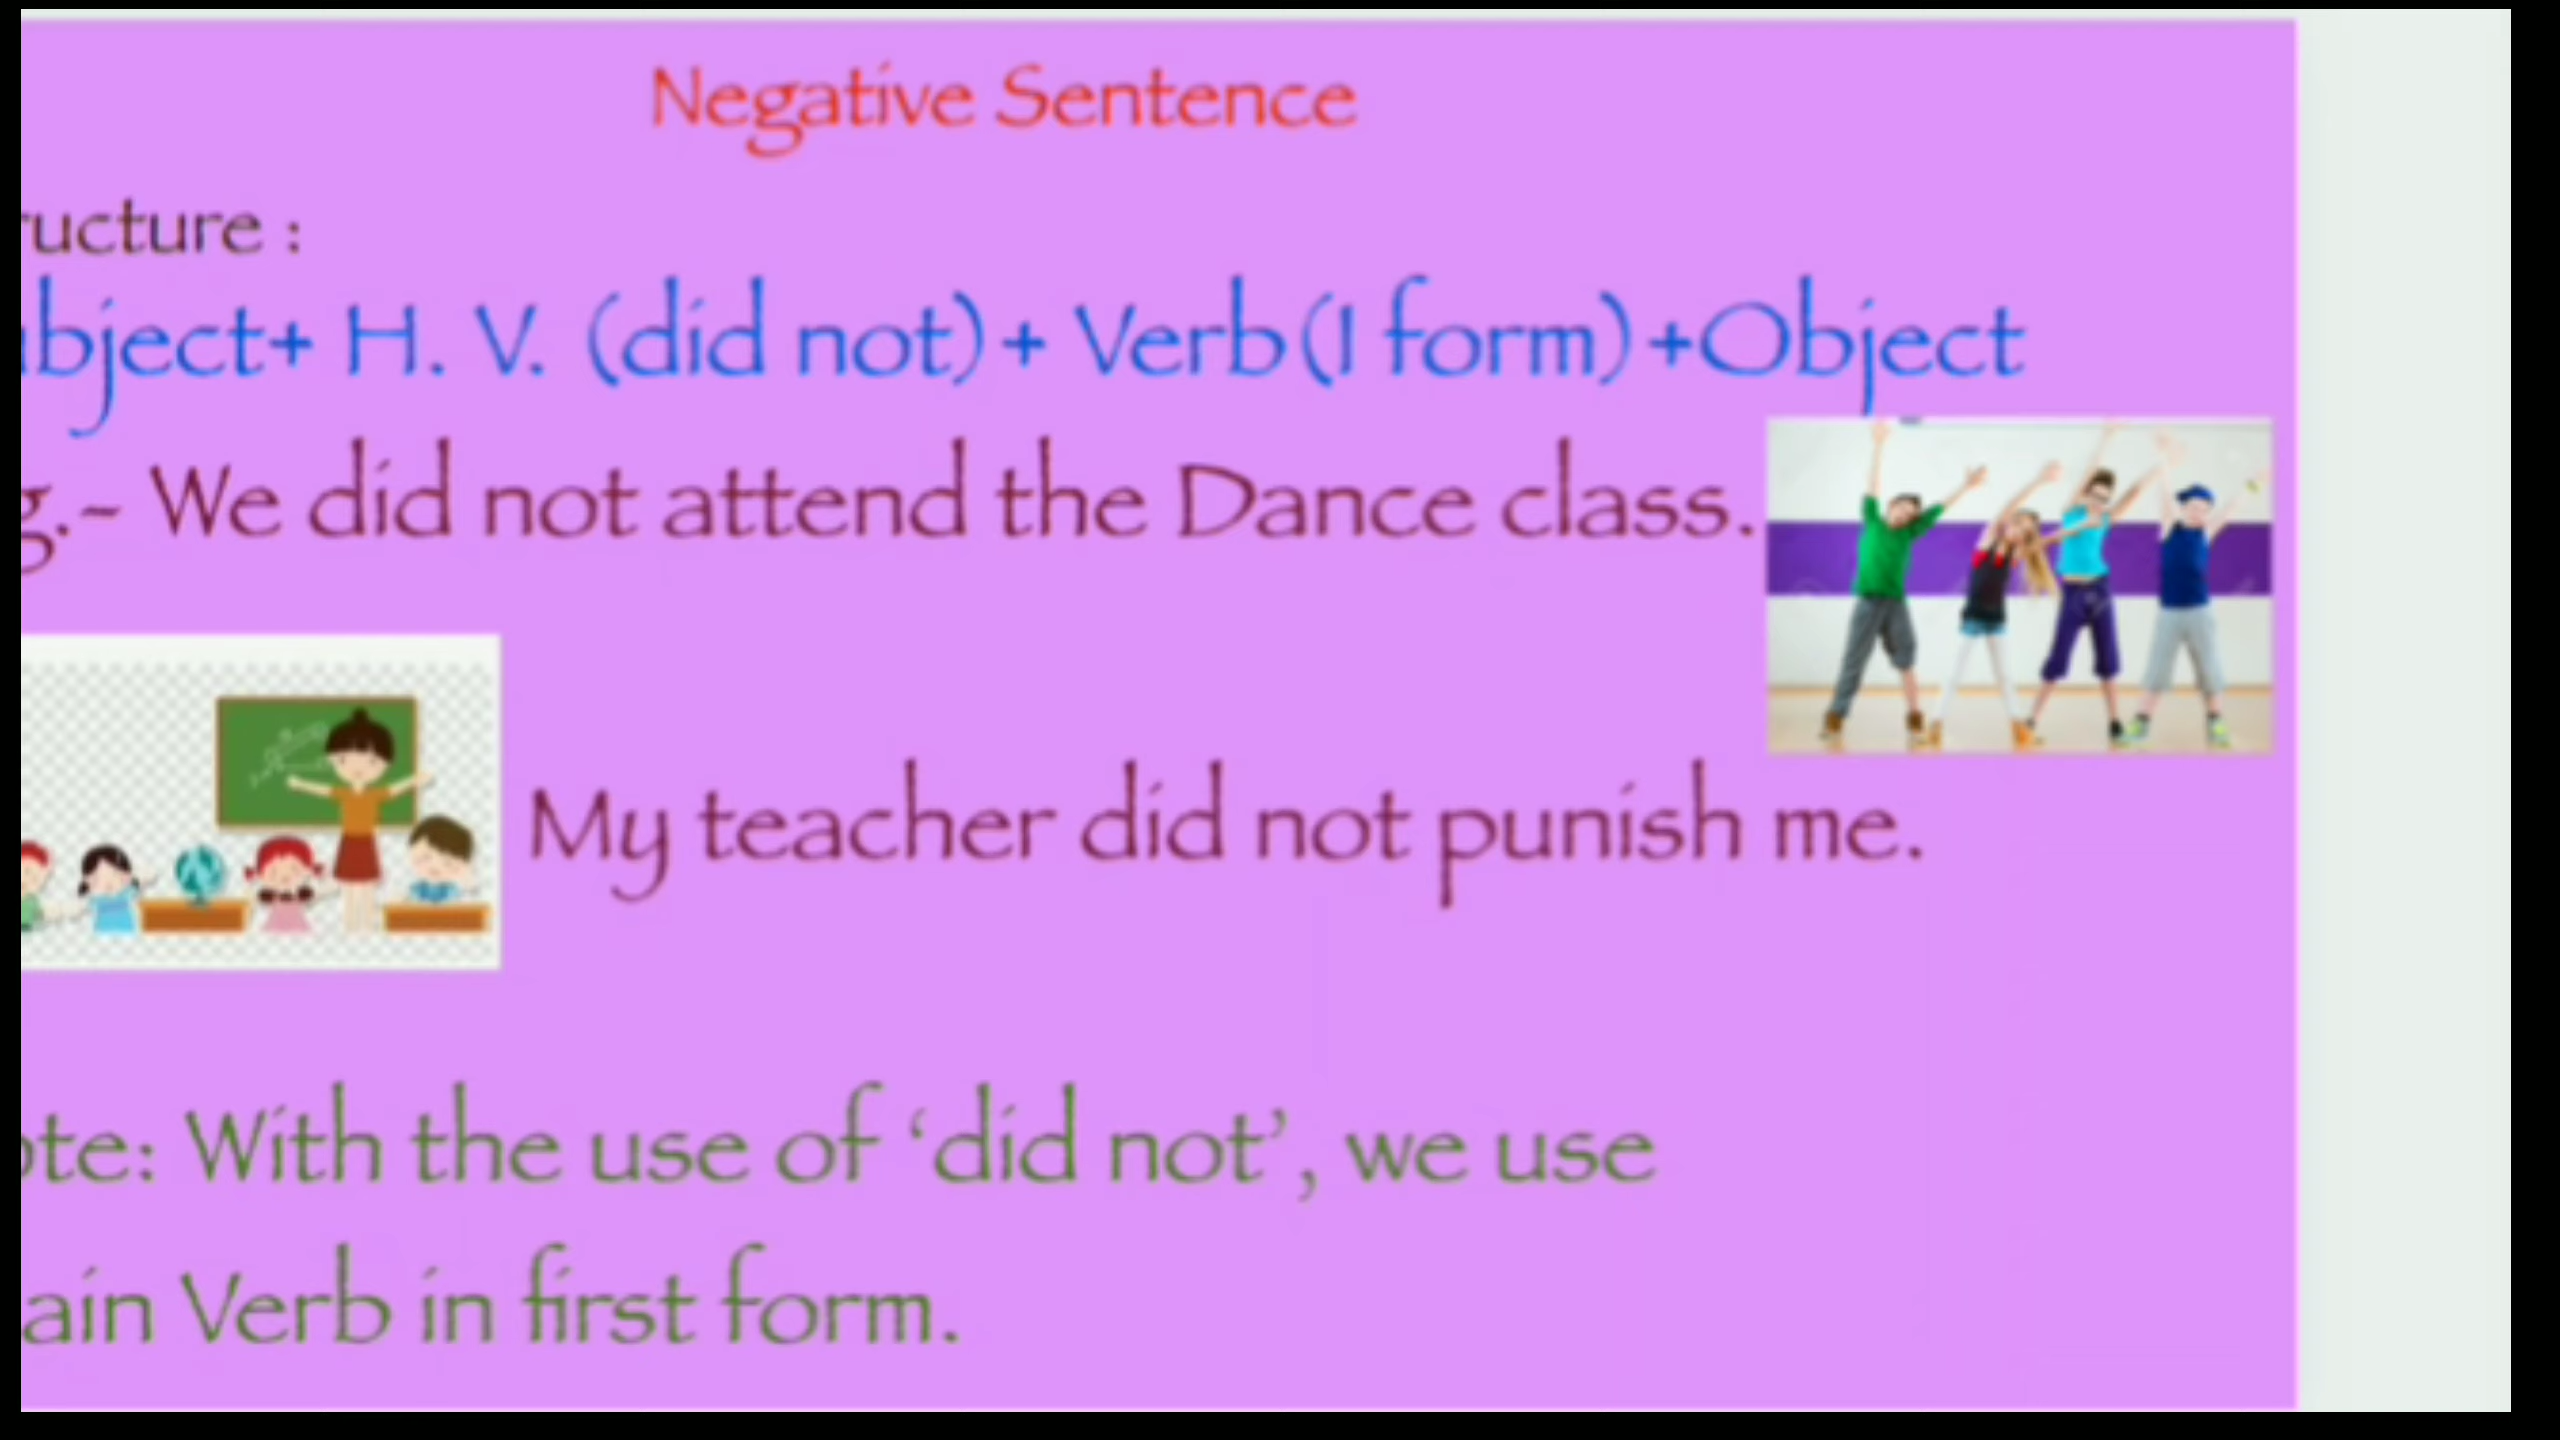 Negative Sentence
ructure :
bject+ H. V. (did not)+ Verb(I form)+Object
g.~ We did not attend the Dance class.
My teacher did not punish me.
ote: With the use of ‘did not’, we use
ain Verb in first form.